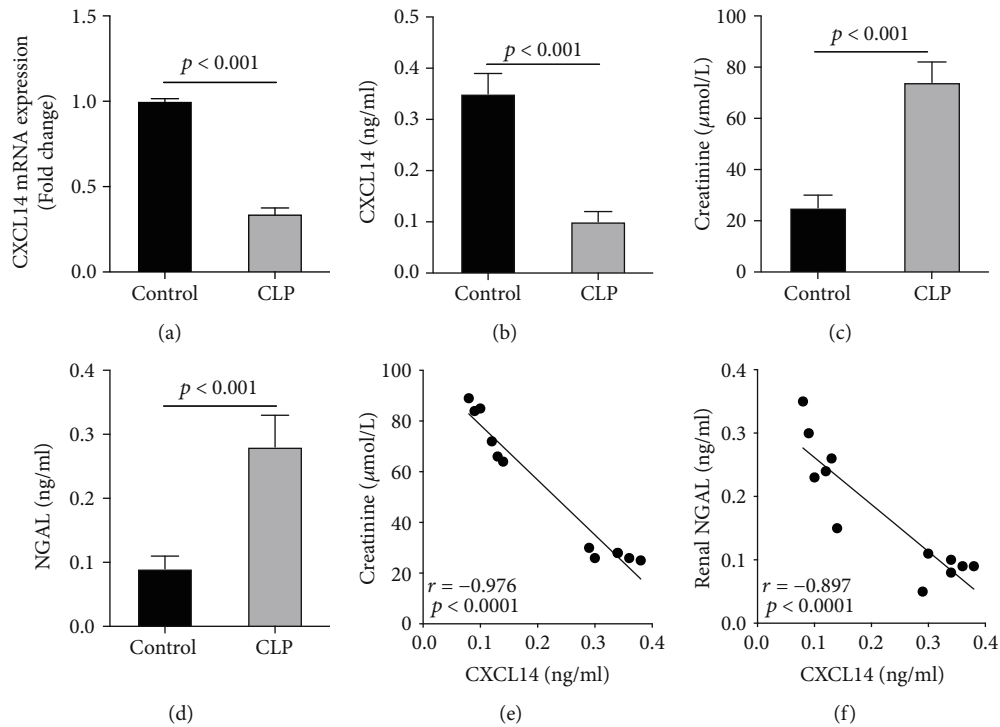 CXCL14 mRNA expression
(Fold change)
1.5
1.0
0.5
0.0
p < 0.001
Control
CLP
(a)
CXCL14 (ng/ml)
0.5
0.4
0.3
0.2
0.1
0.0
p < 0.001
Control
CLP
(b)
Creatinine (μmol/L)
100
80
60
40
20
0
p < 0.001
Control
CLP
(c)
NGAL (ng/ml)
0.4
0.3
0.2
0.1
0.0
p < 0.001
Control
CLP
(d)
Creatinine (μmol/L)
100
80
60
40
20
0
r = −0.976
p < 0.0001
0.0
0.1
0.2
0.3
0.4
CXCL14 (ng/ml)
(e)
Renal NGAL (ng/ml)
0.4
0.3
0.2
0.1
0.0
r = −0.897
p < 0.0001
0.0
0.1
0.2
0.3
0.4
CXCL14 (ng/ml)
(f)